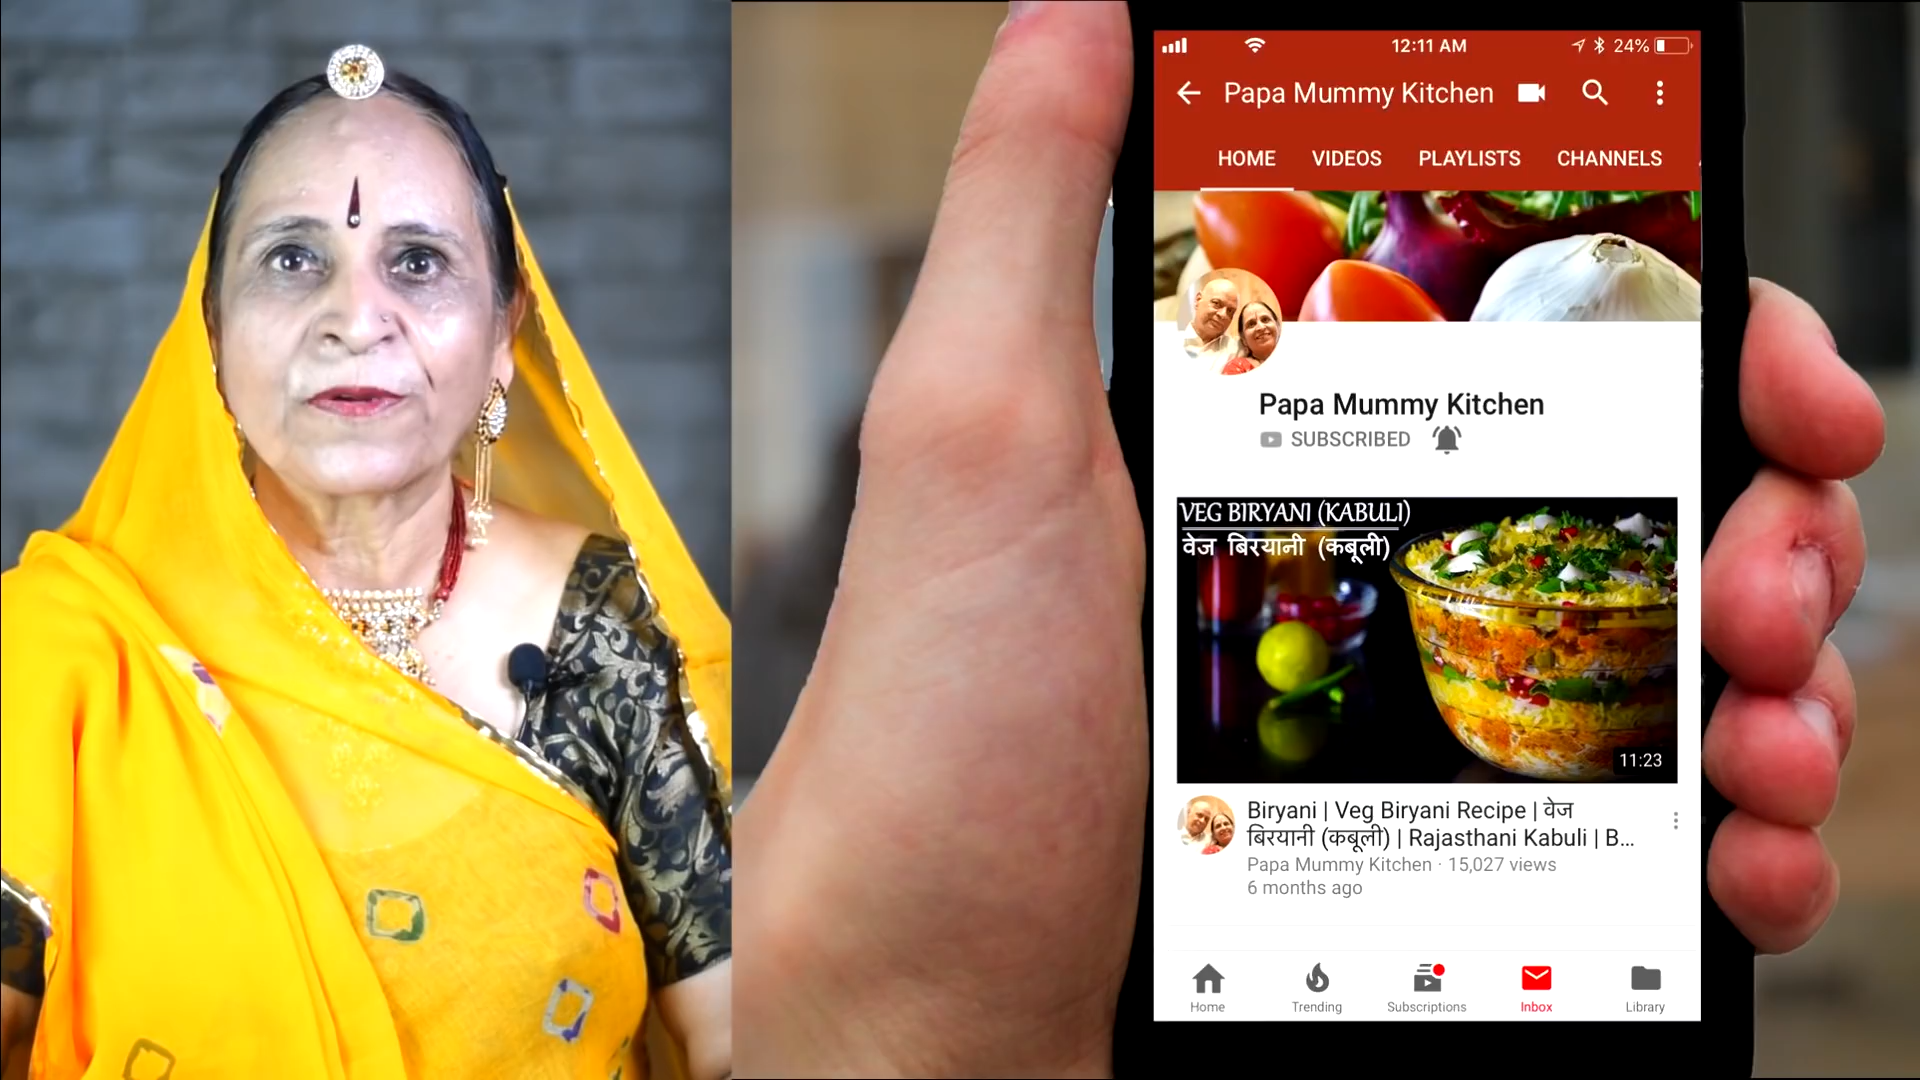 12:11 AM
24%
Papa Mummy Kitchen
HOME VIDEOS PLAYLISTS CHANNELS
Papa Mummy Kitchen
SUBSCRIBED
VEG BIRYANI (KABULI)
वेज बिरयानी (कबूली)
11:23
Biryani | Veg Biryani Recipe | वेज
बिरयानी (कबूली) | Rajasthani Kabuli | B...
Papa Mummy Kitchen · 15,027 views
6 months ago
Home Trending Subscriptions Inbox Library